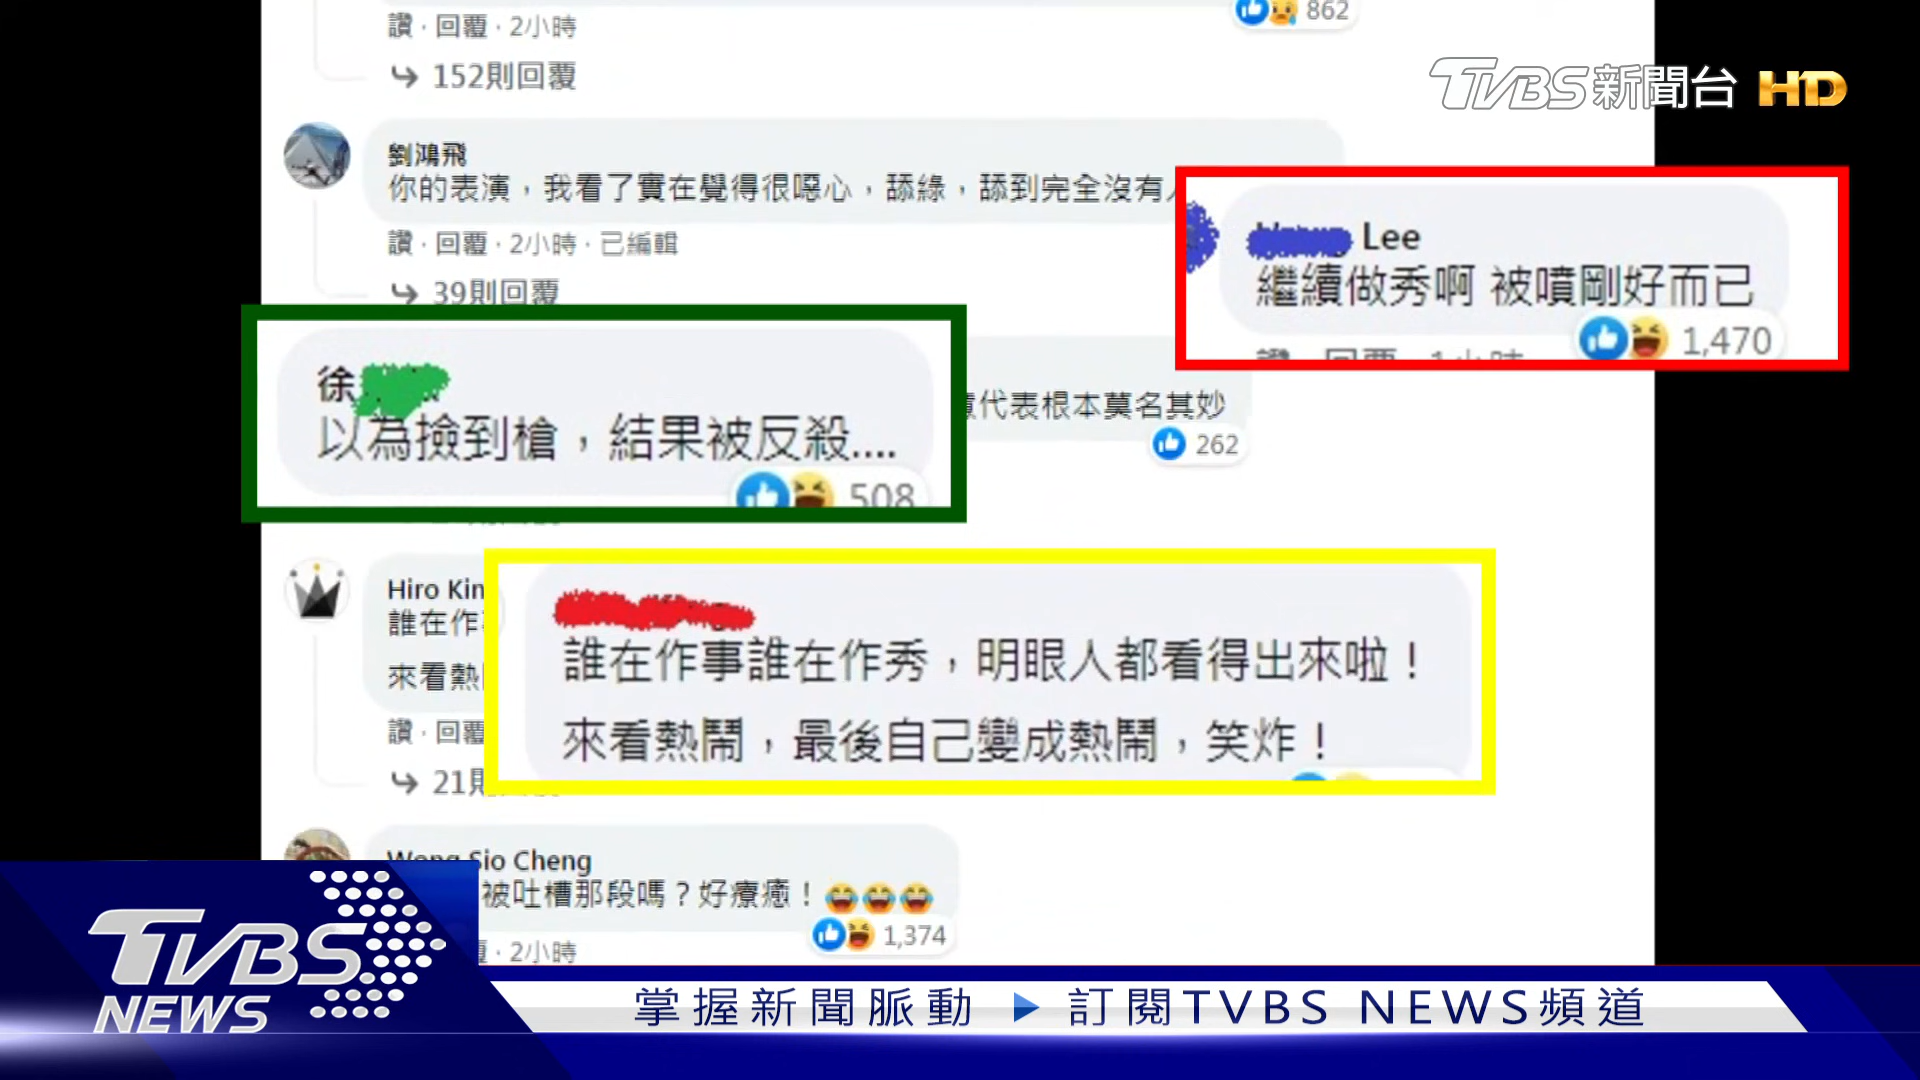 讚·回覆·2小時
862
152則回覆
TVBS新聞台 HD
劉鴻飛
你的表演，我看了實在覺得很噁心，舔綠，舔到完全沒有
讚·回覆·2小時·已編輯
39則回覆
Lee
繼續做秀啊 被噴剛好而已
1,470
徐
以為撿到槍，結果被反殺....
508
代表根本莫名其妙
262
Hiro Kin
誰在作
來看熱
讚·回覆
21則
誰在作事誰在作秀，明眼人都看得出來啦！
來看熱鬧，最後自己變成熱鬧，笑炸！
Wong Sio Cheng
被吐槽那段嗎？好療癒！
1,374
·2小時
TVBS
NEWS
掌握新聞脈動 訂閱TVBS NEWS頻道